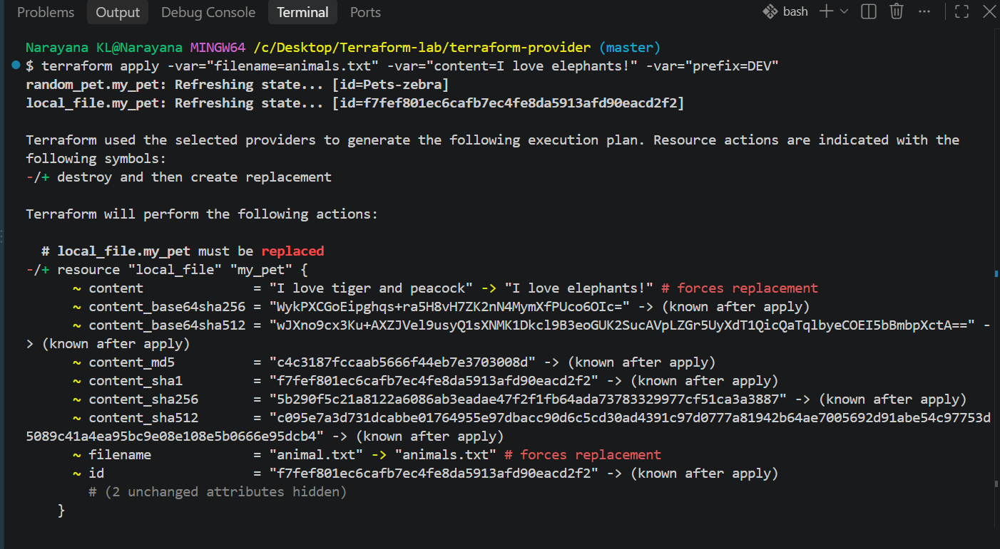 Problems Output Debug Console Terminal Ports bash
Narayana KL@Narayana MINGW64 /c/Desktop/Terraform-lab/terraform-provider (master)
$ terraform apply -var="filename=animals.txt" -var="content=I love elephants!" -var="prefix=DEV"
random_pet.my_pet: Refreshing state... [id=Pets-zebra]
local_file.my_pet: Refreshing state... [id=f7fef801ec6cafb7ec4fe8da5913afd90eacd2f2]
Terraform used the selected providers to generate the following execution plan. Resource actions are indicated with the
following symbols:
-/+ destroy and then create replacement
Terraform will perform the following actions:
# local_file.my_pet must be replaced
-/+ resource "local_file" "my_pet" {
~ content = "I love tiger and peacock" -> "I love elephants!" # forces replacement
~ content_base64sha256 = "WykPXCGoEipghqs+ra5H8vH7ZK2nN4MymXfPUco6OIc=" -> (known after apply)
~ content_base64sha512 = "wJXno9cx3Ku+AXZJVel9usyQ1sXNMK1Dkcl9B3eoGUK2SucAVpLZGr5UyXdT1QicQaTqlbyeCOEI5bBmbpXctA==" -
> (known after apply)
~ content_md5 = "c4c3187fccaab5666f44eb7e3703008d" -> (known after apply)
~ content_sha1 = "f7fef801ec6cafb7ec4fe8da5913afd90eacd2f2" -> (known after apply)
~ content_sha256 = "5b290f5c21a8122a6086ab3eadae47f2f1fb64ada73783329977cf51ca3a3887" -> (known after apply)
~ content_sha512 = "c095e7a3d731dcabbe01764955e97dbacc90d6c5cd30ad4391c97d0777a81942b64ae7005692d91abe54c97753d
5089c41a4ea95bc9e08e108e5b0666e95dcb4" -> (known after apply)
~ filename = "animal.txt" -> "animals.txt" # forces replacement
~ id = "f7fef801ec6cafb7ec4fe8da5913afd90eacd2f2" -> (known after apply)
# (2 unchanged attributes hidden)
}